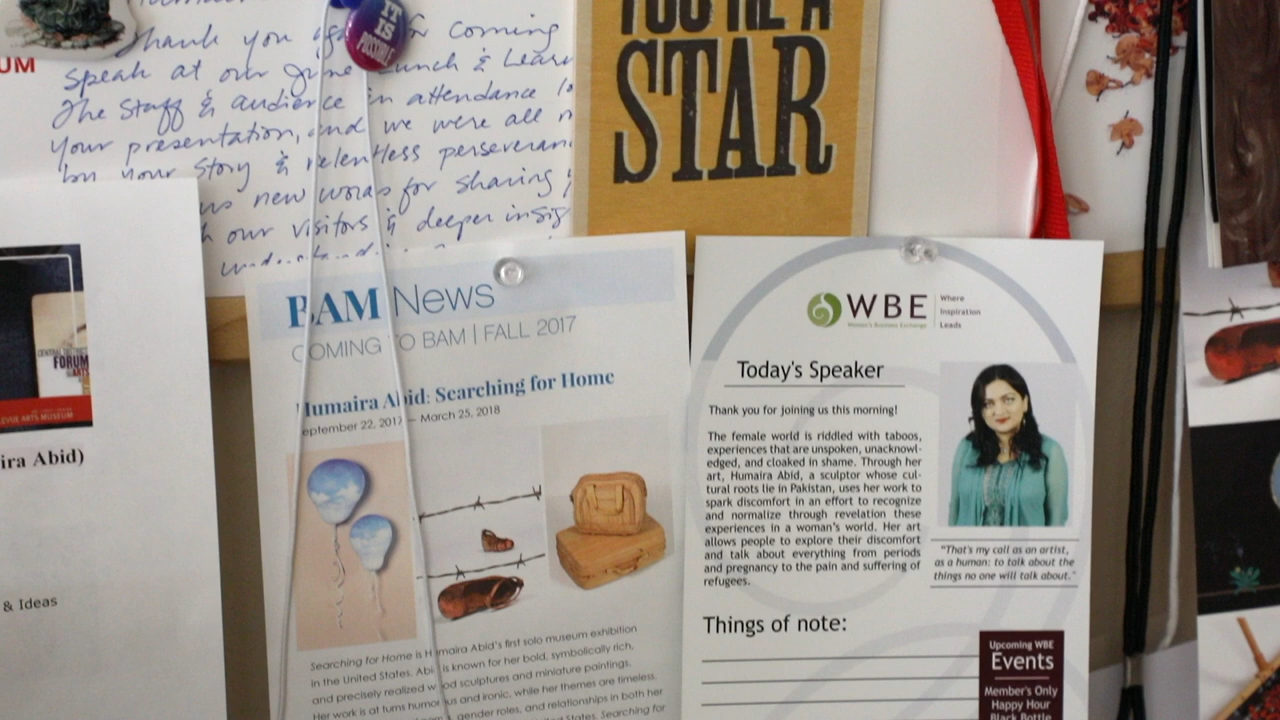 Thank you for coming
speak at our June Lunch & Learn
The Staff & audience in attendance
your presentation, and we were all
by your story & relentless
us new words for sharing
our visitors & deeper
IT
IS
POSSIBLE
UM
YOU'RE A
STAR
FORUM
ARTS MUSEUM
ira Abid)
& Ideas
BAM News
COMING TO BAM | FALL 2017
Humaira Abid: Searching for Home
eptember 22, 2017 — March 25, 2018
Searching for Home is Humaira Abid's first solo museum exhibition
in the United States. Abid is known for her bold, symbolically rich,
and precisely realized wood sculptures and miniature paintings.
Her work is at turns humorous and ironic, while her themes are timeless.
gender roles, and relationships in both her
United States. Searching for
WBE
Women's Business Exchange
Where
Inspiration
Leads
Today's Speaker
Thank you for joining us this morning!
The female world is riddled with taboos,
experiences that are unspoken, unacknowl-
edged, and cloaked in shame. Through her
art, Humaira Abid, a sculptor whose cul-
tural roots lie in Pakistan, uses her work to
spark discomfort in an effort to recognize
and normalize through revelation these
experiences in a woman's world. Her art
allows people to explore their discomfort
and talk about everything from periods
and pregnancy to the pain and suffering of
refugees.
"That's my call as an artist,
as a human: to talk about the
things no one will talk about."
Things of note:
Upcoming WBE
Events
Member's Only
Happy Hour
Black Bottle